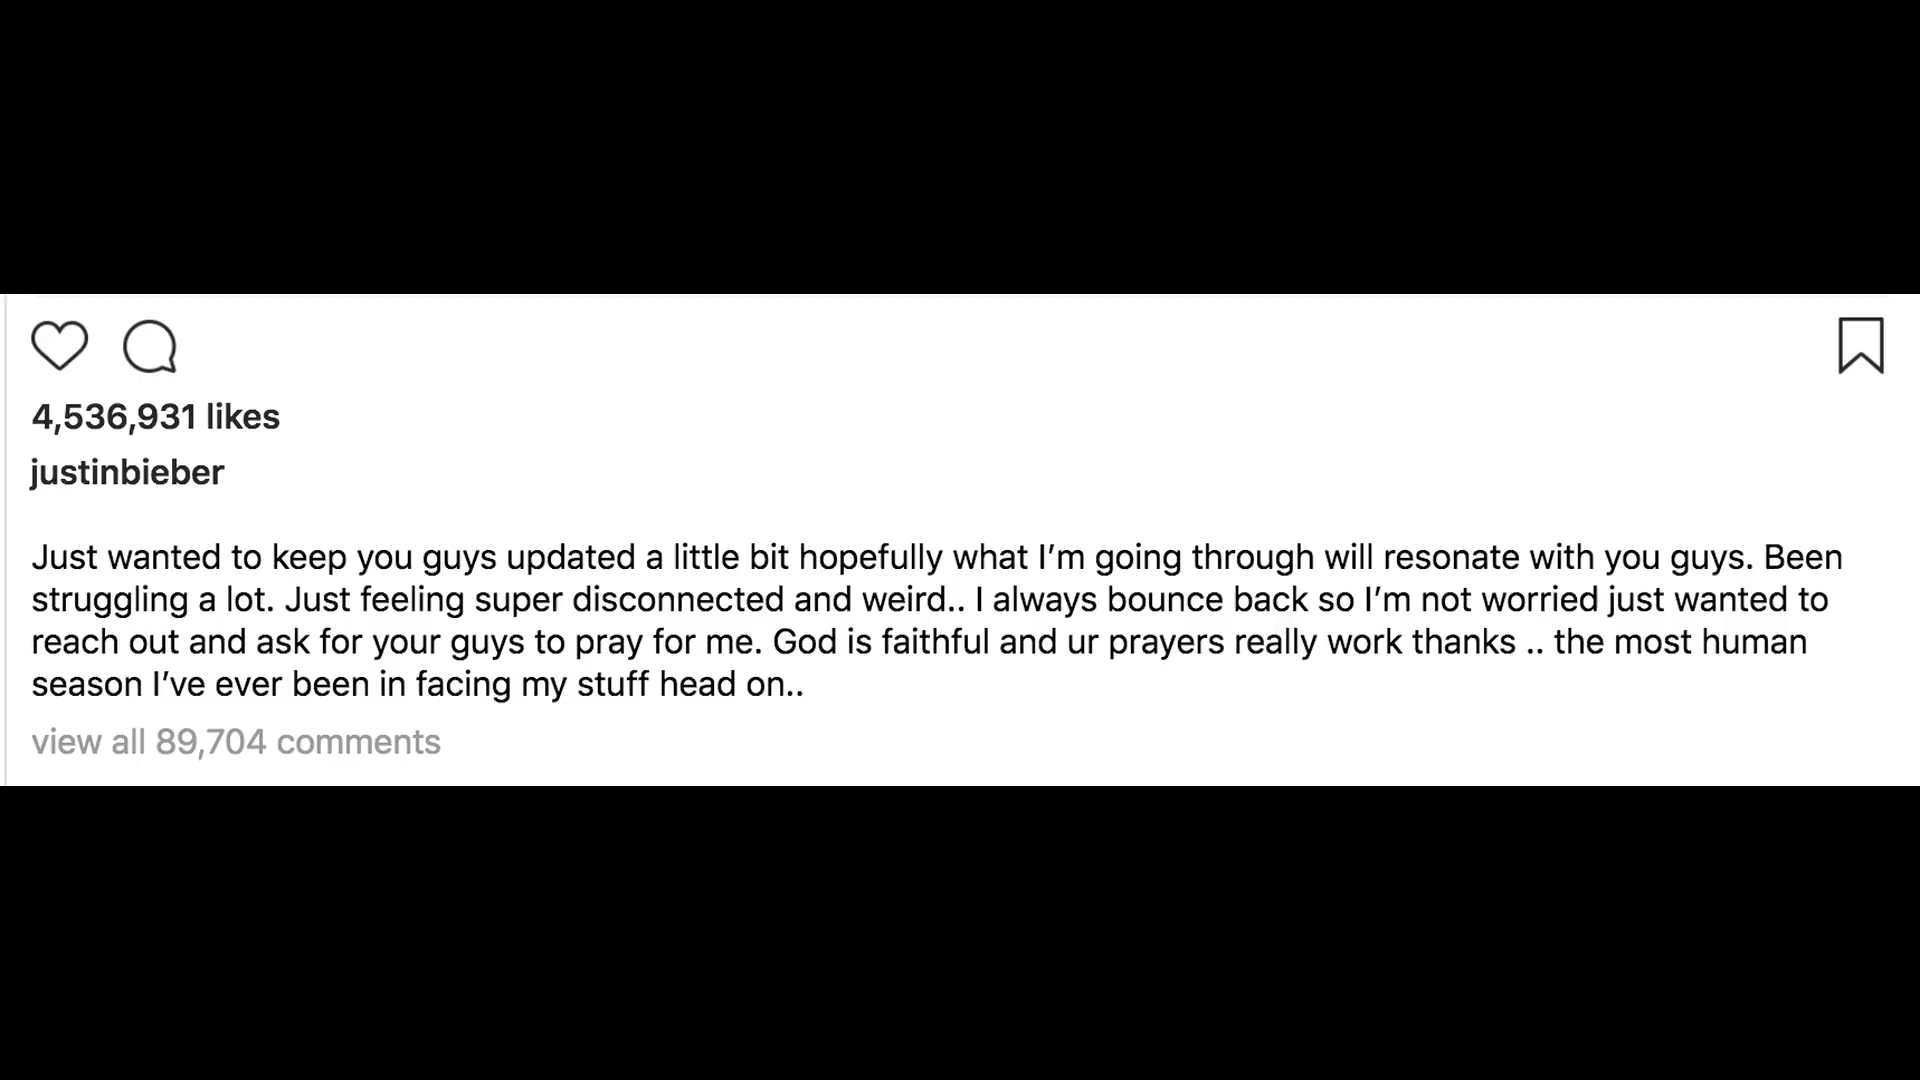 4,536,931 likes
justinbieber
Just wanted to keep you guys updated a little bit hopefully what I’m going through will resonate with you guys. Been
struggling a lot. Just feeling super disconnected and weird.. I always bounce back so I’m not worried just wanted to
reach out and ask for your guys to pray for me. God is faithful and ur prayers really work thanks .. the most human
season I’ve ever been in facing my stuff head on..
view all 89,704 comments